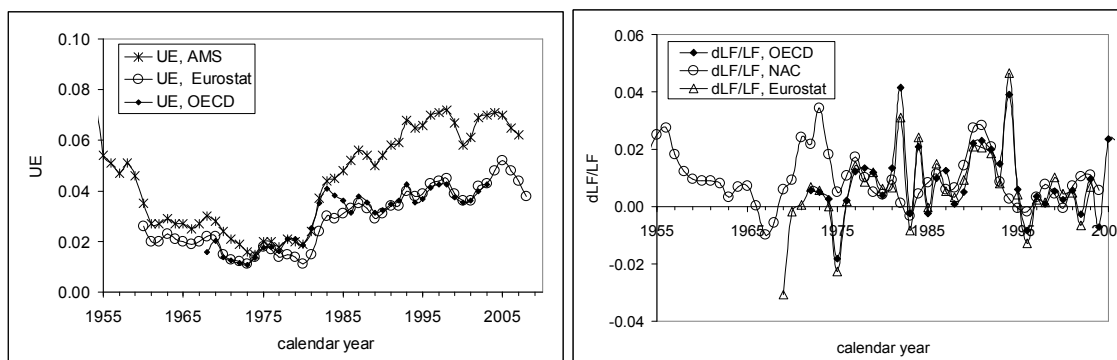 0.10
0.08
0.06
0.04
0.02
0.00
UE
UE, AMS
UE, Eurostat
UE, OECD
1955 1965 1975 1985 1995 2005
calendar year
0.06
0.04
0.02
0.00
-0.02
-0.04
dLF/LF
dLF/LF, OECD
dLF/LF, NAC
dLF/LF, Eurostat
1955 1965 1975 1985 1995 200
calendar year